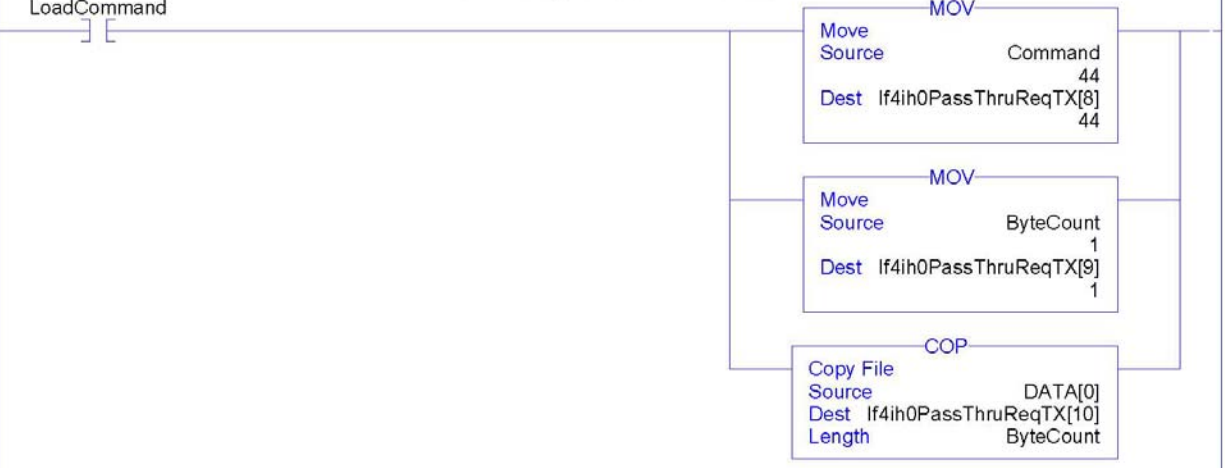 LoadCommand
MOV
Move
Source Command
44
Dest If4ih0PassThruReqTX[8]
44
MOV
Move
Source ByteCount
1
Dest If4ih0PassThruReqTX[9]
1
COP
Copy File
Source DATA[0]
Dest If4ih0PassThruReqTX[10]
Length ByteCount